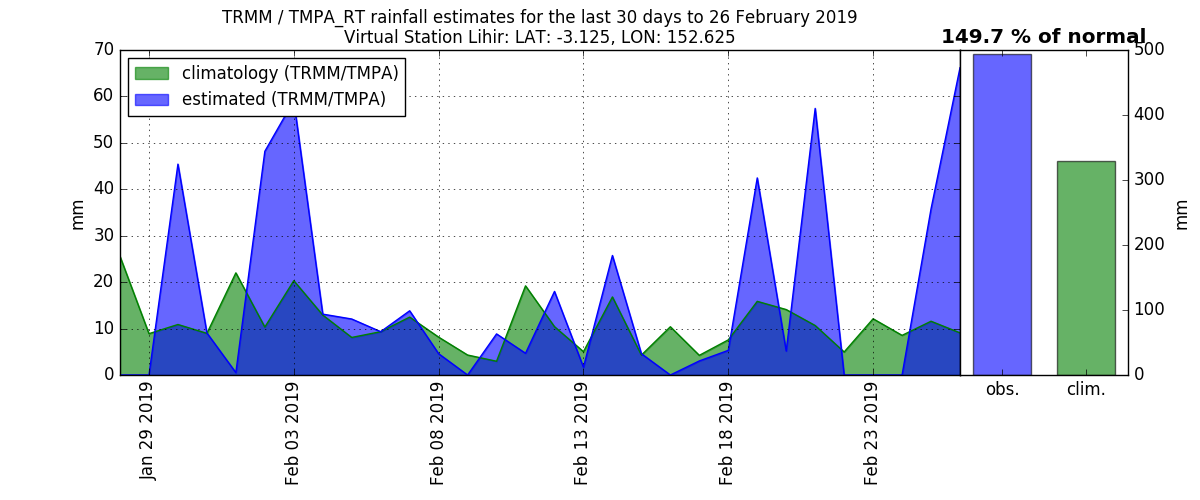 TRMM / TMPA_RT rainfall estimates for the last 30 days to 26 February 2019
Virtual Station Lihir: LAT: -3.125, LON: 152.625
149.7 % of normal
climatology (TRMM/TMPA)
estimated (TRMM/TMPA)
mm
70
60
50
40
30
20
10
0
Jan 29 2019
Feb 03 2019
Feb 08 2019
Feb 13 2019
Feb 18 2019
Feb 23 2019
obs.
clim.
500
400
300
200
100
0
mm